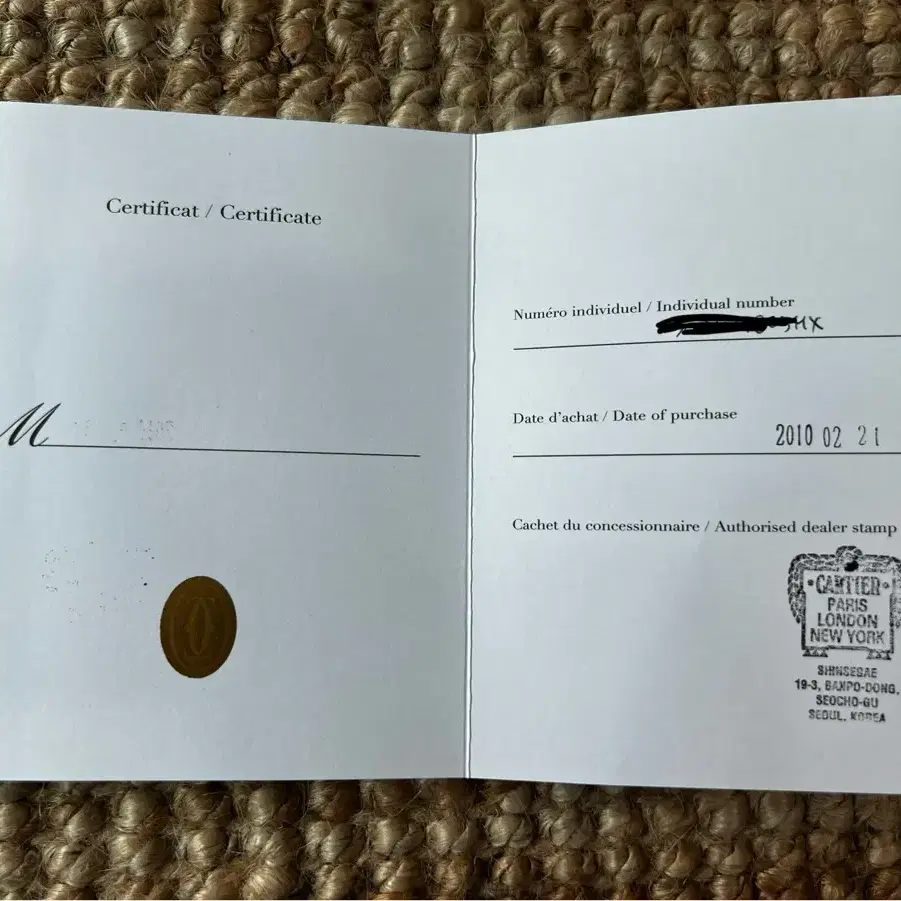 Certificat / Certificate
M
Numéro individuel / Individual number
Date d'achat / Date of purchase
2010 02 21
Cachet du concessionnaire / Authorised dealer stamp
CARTIER
PARIS
LONDON
NEW YORK
SHINSEGAE
19-3, BANPO-DONG,
SEOCHO-GU
SEOUL, KOREA